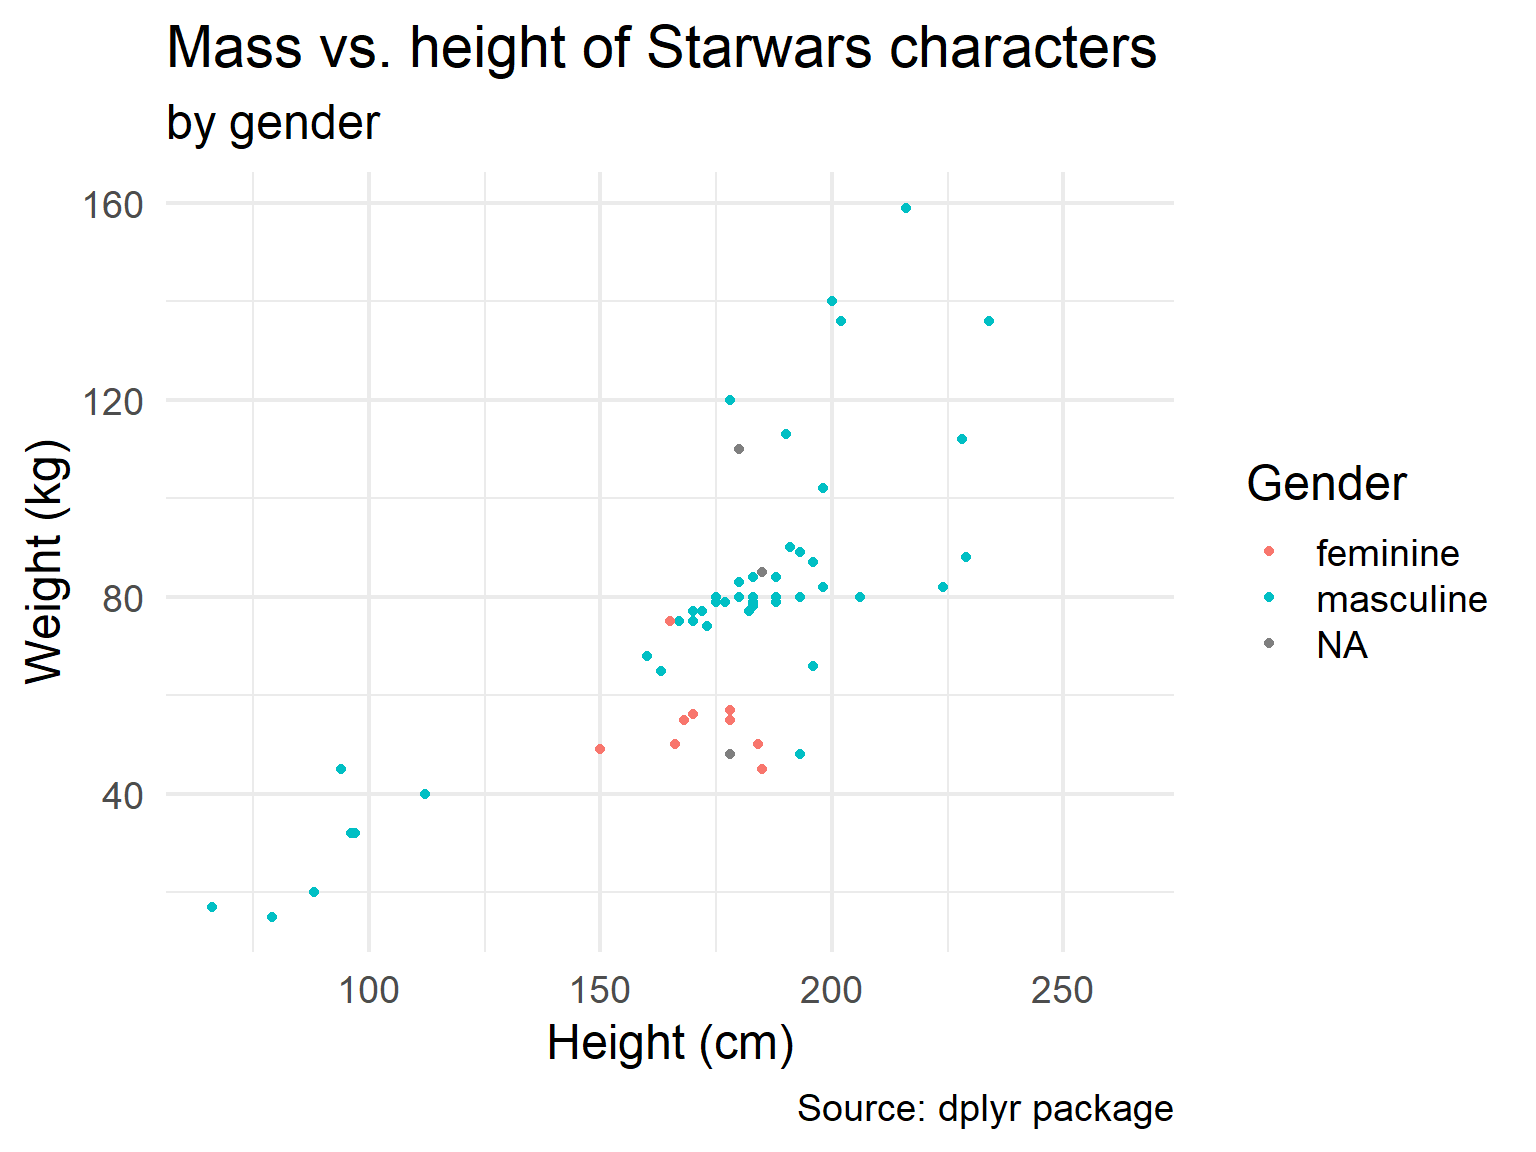 Mass vs. height of Starwars characters
by gender
160
120
80
40
Weight (kg)
100 150 200 250
Height (cm)
Gender
feminine
masculine
NA
Source: dplyr package